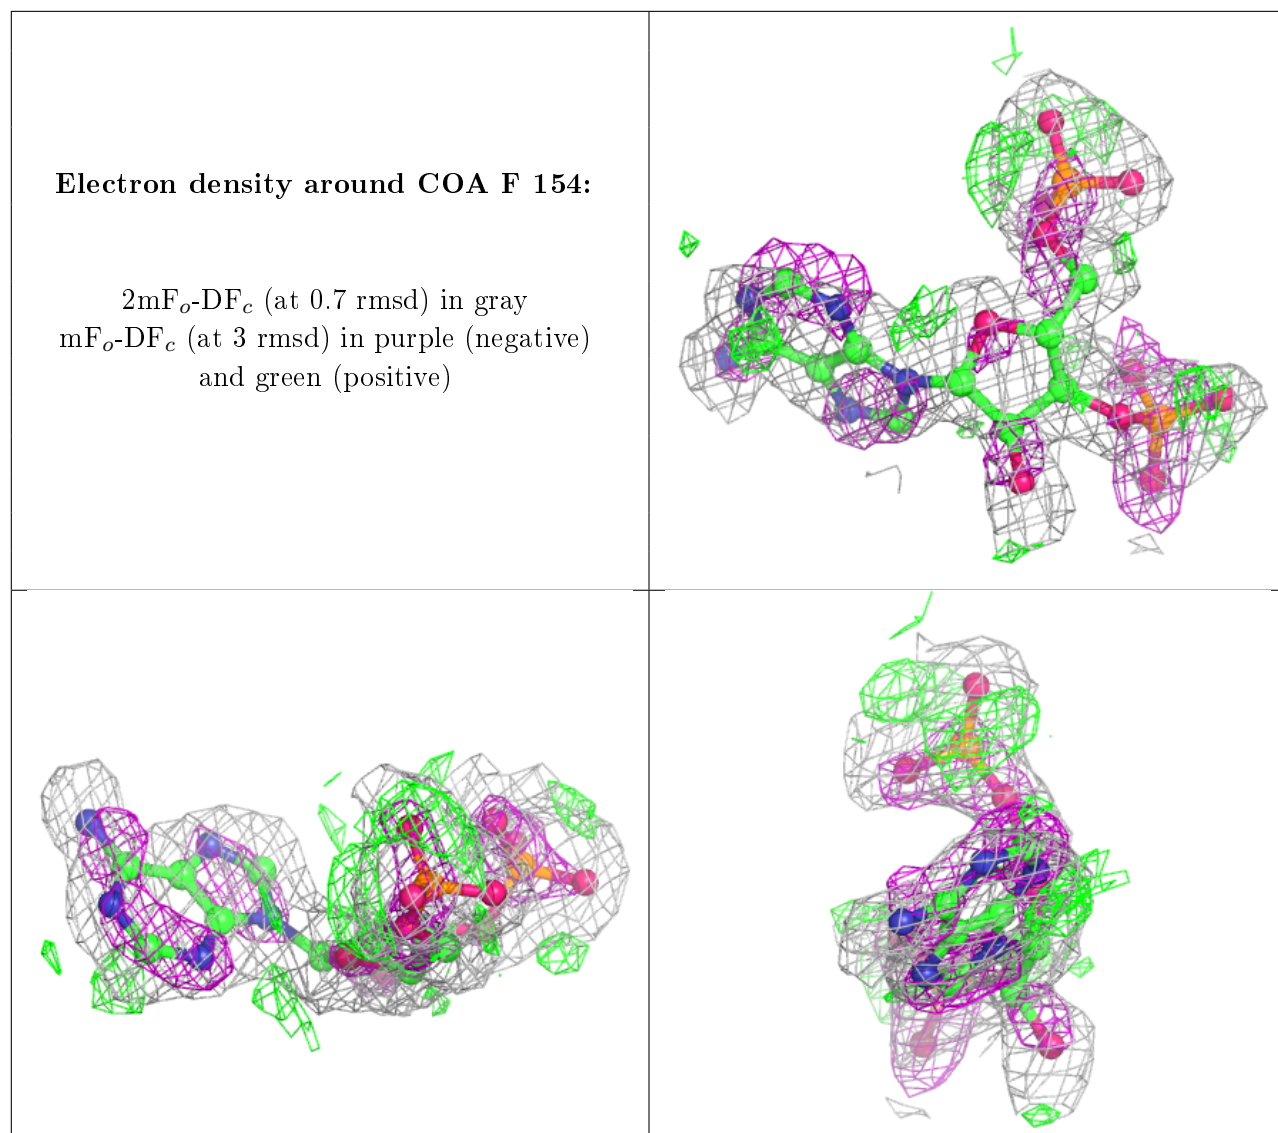 Electron density around COA F 154:
2mFo-DFc (at 0.7 rmsd) in gray
mFo-DFc (at 3 rmsd) in purple (negative)
and green (positive)